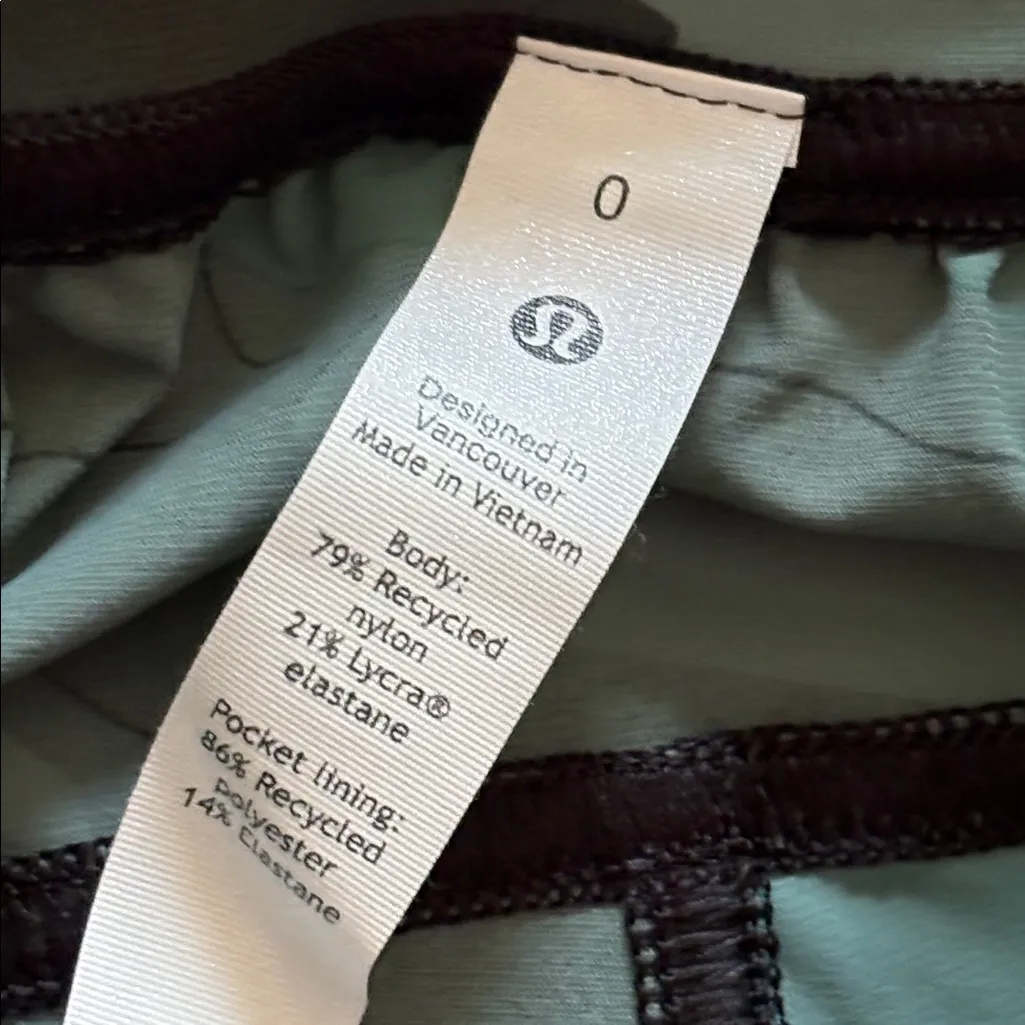 0
Designed in
Vancouver
Made in Vietnam
Body:
79% Recycled
nylon
21% Lycra®
elastane
Pocket lining:
86% Recycled
polyester
14% Elastane